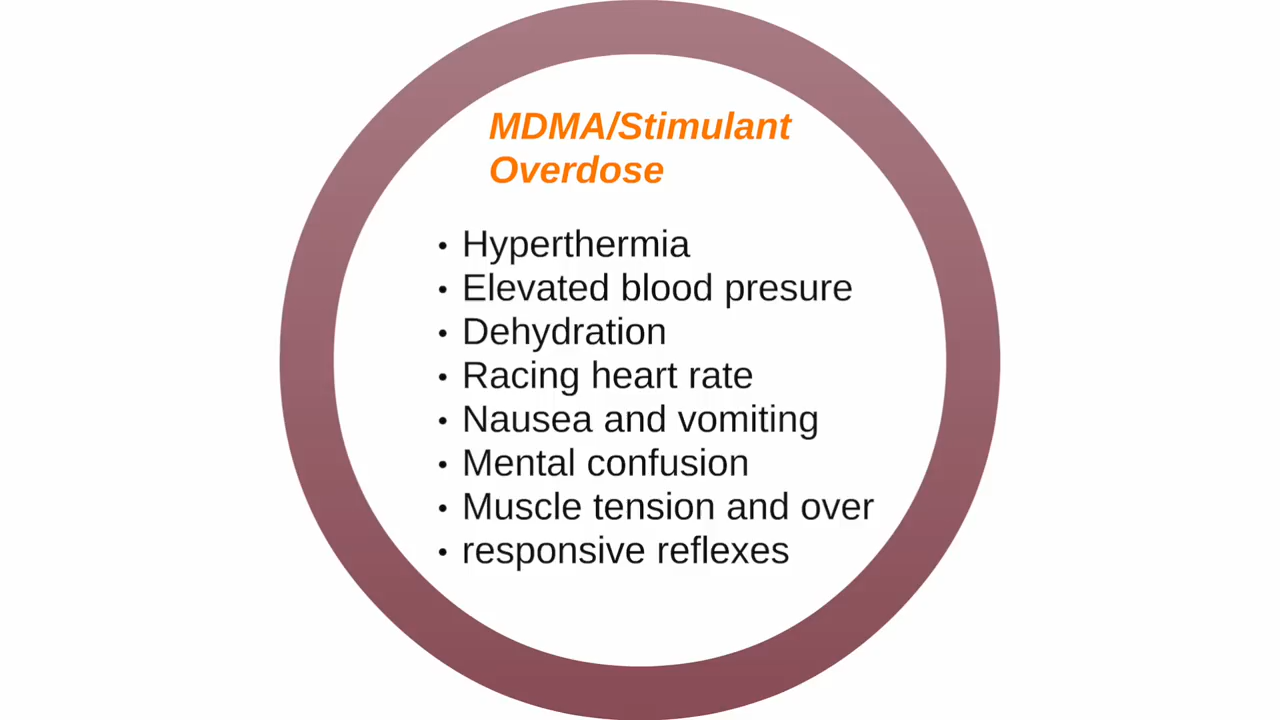 MDMA/Stimulant
Overdose
• Hyperthermia
• Elevated blood presure
• Dehydration
• Racing heart rate
• Nausea and vomiting
• Mental confusion
• Muscle tension and over
• responsive reflexes